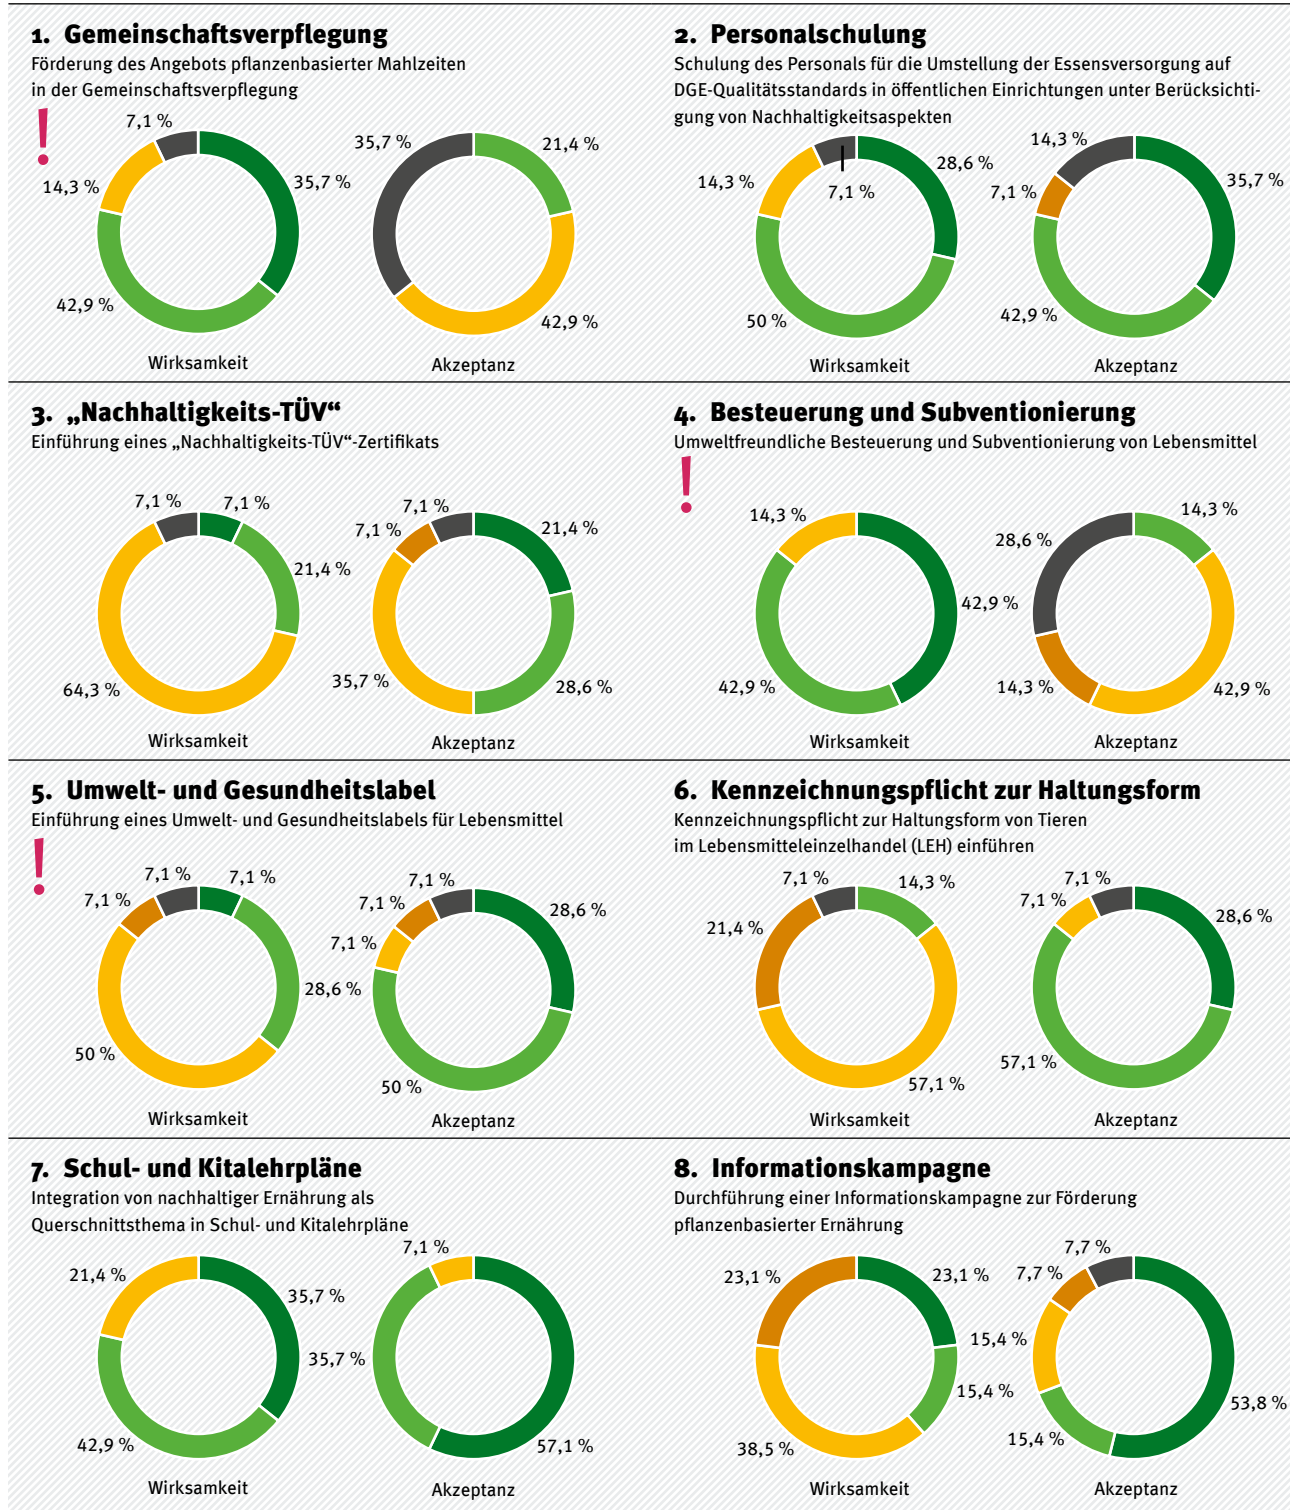 1. Gemeinschaftsverpflegung
Förderung des Angebots pflanzenbasierter Mahlzeiten
in der Gemeinschaftsverpflegung
!
7,1 %
14,3 %
35,7 %
42,9 %
Wirksamkeit
35,7 %
21,4 %
42,9 %
Akzeptanz
2. Personalschulung
Schulung des Personals für die Umstellung der Essensversorgung auf
DGE-Qualitätsstandards in öffentlichen Einrichtungen unter Berücksichti-
gung von Nachhaltigkeitsaspekten
28,6 %
14,3 %
7,1 %
50 %
Wirksamkeit
14,3 %
7,1 %
35,7 %
42,9 %
Akzeptanz
3. „Nachhaltigkeits-TÜV“
Einführung eines „Nachhaltigkeits-TÜV“-Zertifikats
7,1 %
7,1 %
21,4 %
64,3 %
Wirksamkeit
7,1 %
7,1 %
21,4 %
35,7 %
28,6 %
Akzeptanz
4. Besteuerung und Subventionierung
Umweltfreundliche Besteuerung und Subventionierung von Lebensmittel
!
14,3 %
42,9 %
42,9 %
Wirksamkeit
14,3 %
28,6 %
14,3 %
42,9 %
Akzeptanz
5. Umwelt- und Gesundheitslabel
Einführung eines Umwelt- und Gesundheitslabels für Lebensmittel
!
7,1 %
7,1 %
7,1 %
28,6 %
50 %
Wirksamkeit
7,1 %
7,1 %
28,6 %
7,1 %
50 %
Akzeptanz
6. Kennzeichnungspflicht zur Haltungsform
Kennzeichnungspflicht zur Haltungsform von Tieren
im Lebensmitteleinzelhandel (LEH) einführen
7,1 %
14,3 %
21,4 %
57,1 %
Wirksamkeit
7,1 %
7,1 %
28,6 %
57,1 %
Akzeptanz
7. Schul- und Kitalehrpläne
Integration von nachhaltiger Ernährung als
Querschnittsthema in Schul- und Kitalehrpläne
21,4 %
35,7 %
42,9 %
Wirksamkeit
7,1 %
35,7 %
57,1 %
Akzeptanz
8. Informationskampagne
Durchführung einer Informationskampagne zur Förderung
pflanzenbasierter Ernährung
23,1 %
23,1 %
15,4 %
38,5 %
Wirksamkeit
7,7 %
7,7 %
15,4 %
53,8 %
15,4 %
Akzeptanz